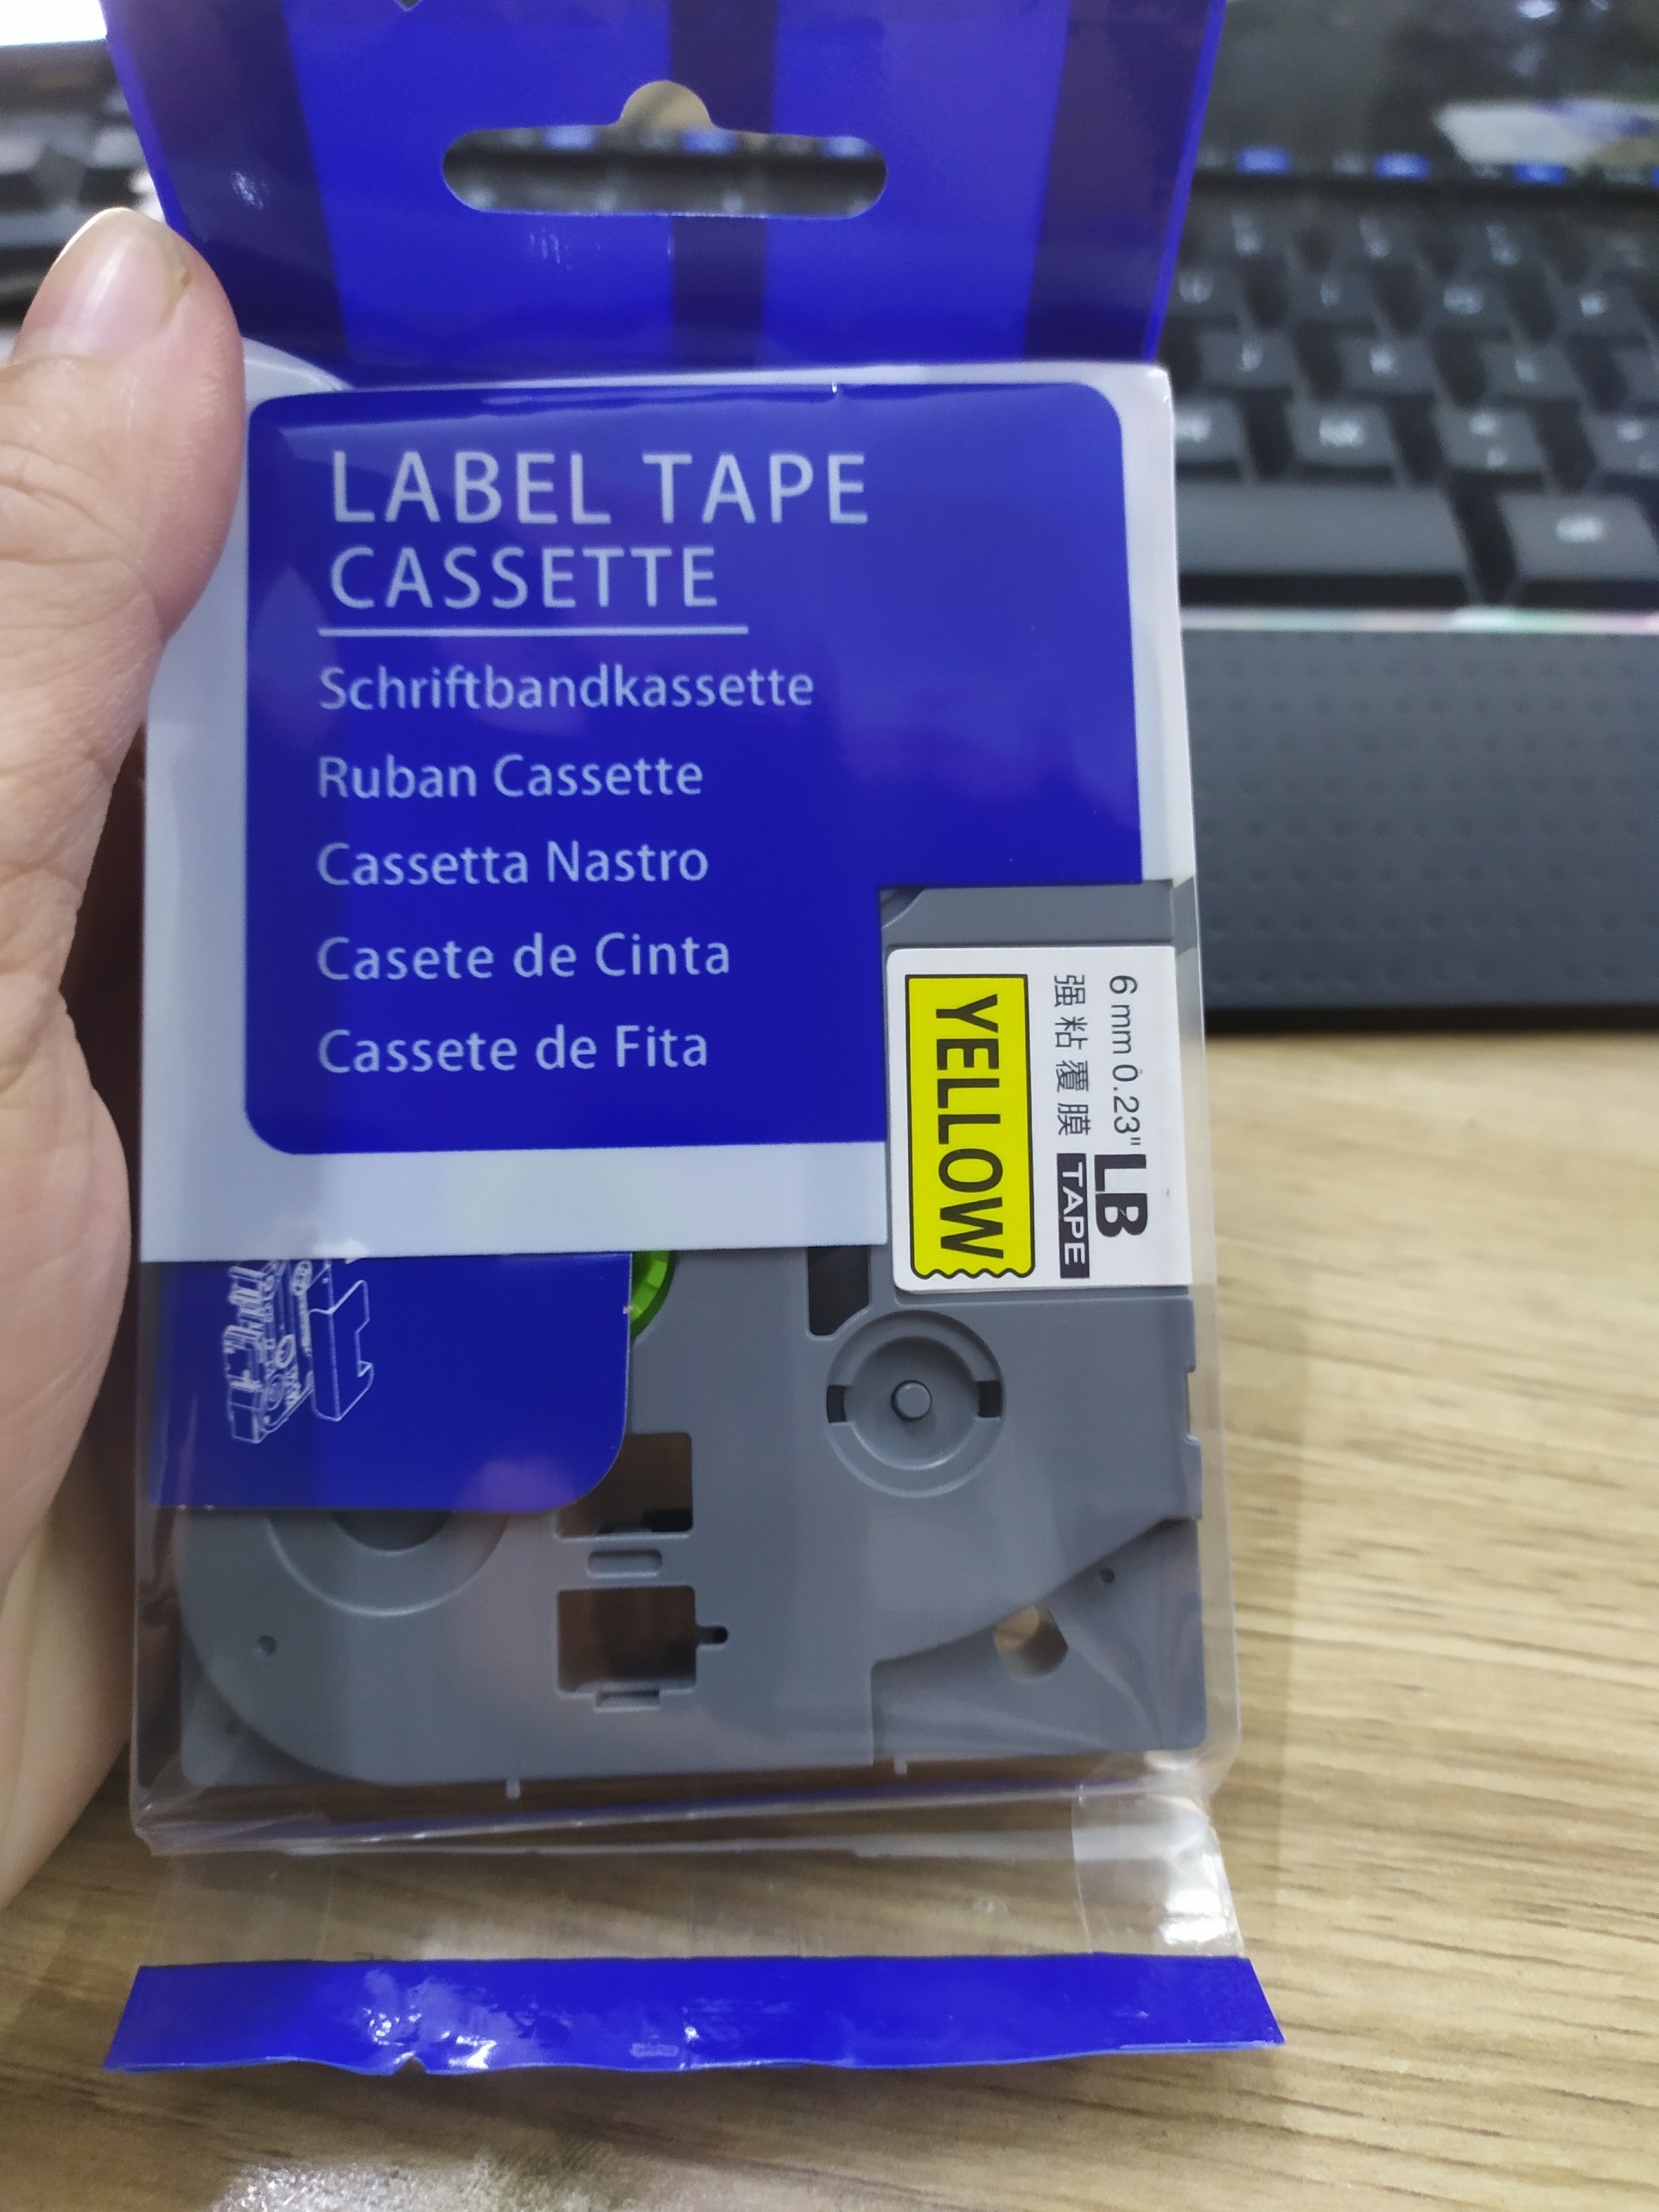 LABEL TAPE
CASSETTE
Schriftbandkassette
Ruban Cassette
Cassetta Nastro
Casete de Cinta
Cassete de Fita
6 mm 0.23"
强粘覆膜
LB
TAPE
YELLOW